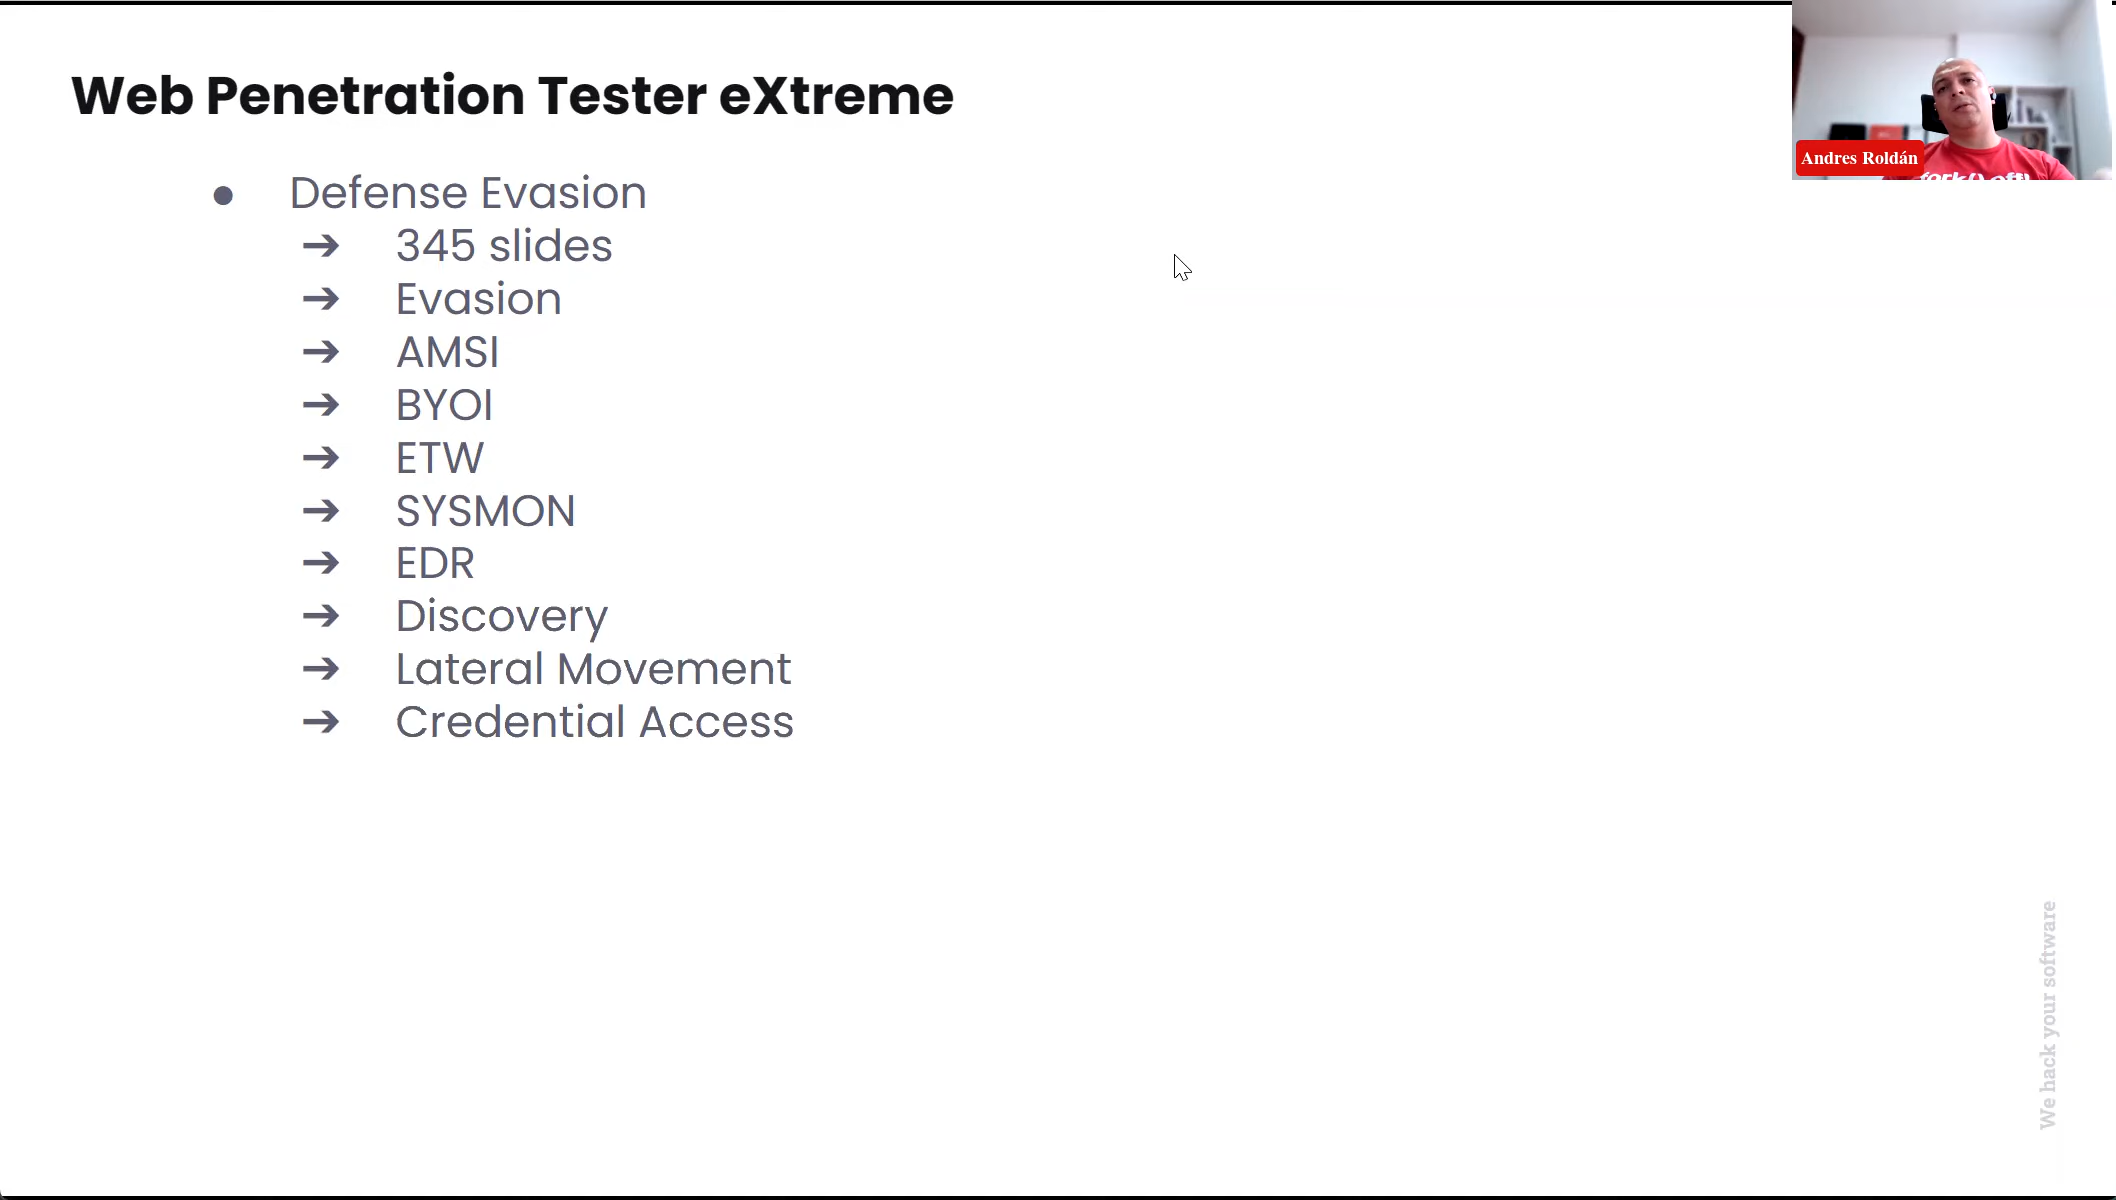 Web Penetration Tester eXtreme
Andres Roldán
● Defense Evasion
➔ 345 slides
➔ Evasion
➔ AMSI
➔ BYOI
➔ ETW
➔ SYSMON
➔ EDR
➔ Discovery
➔ Lateral Movement
➔ Credential Access
We hack your software